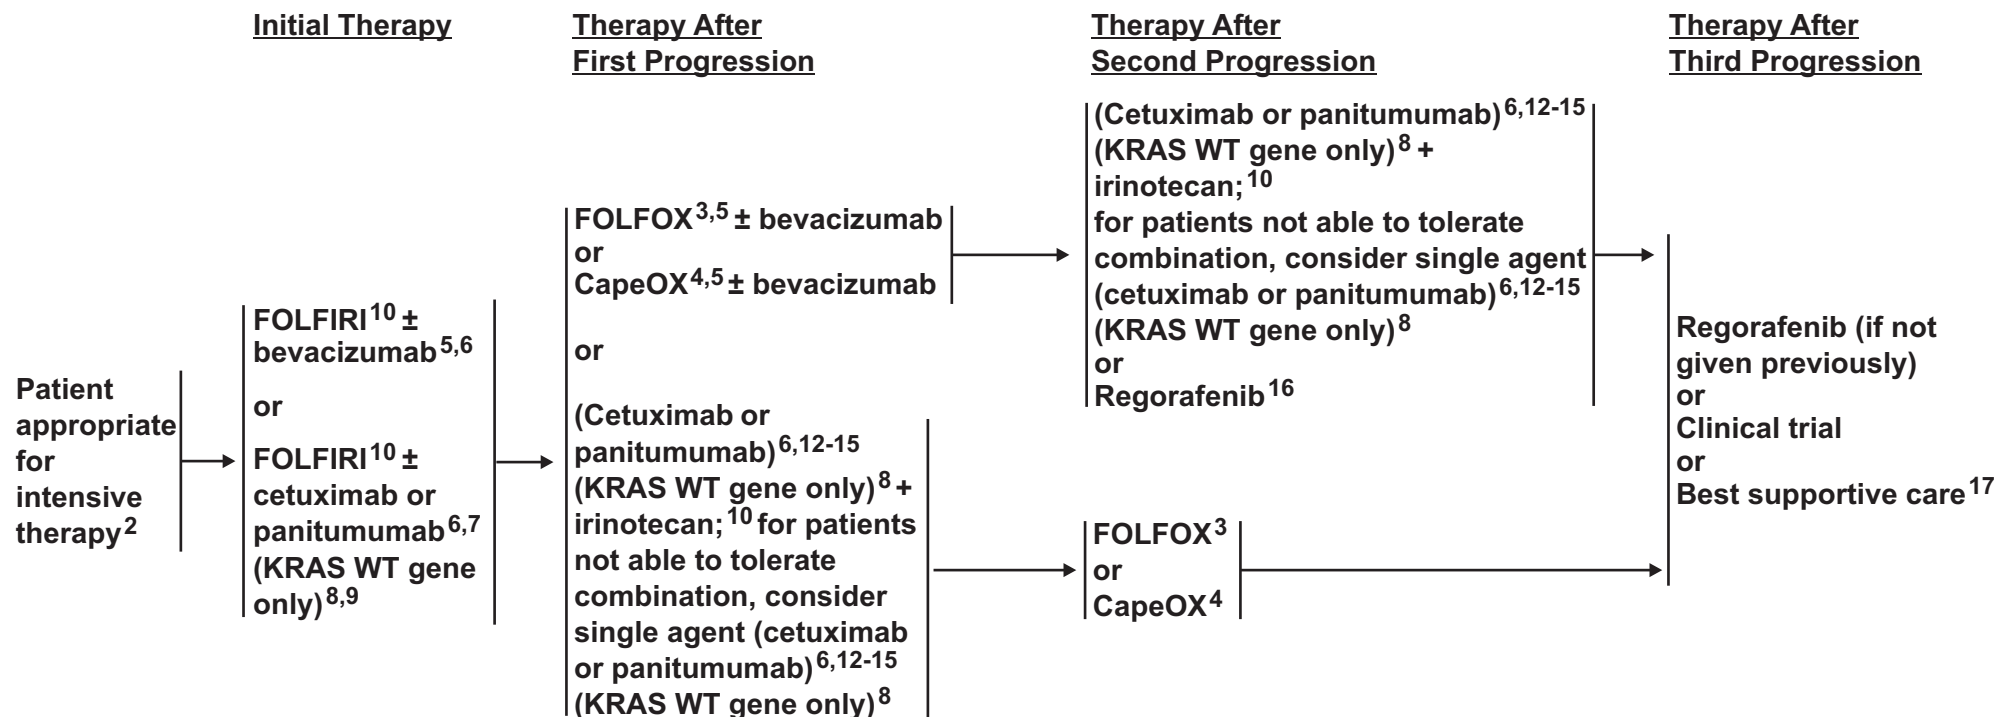 Initial Therapy
Therapy After
First Progression
Therapy After
Second Progression
Therapy After
Third Progression
Patient
appropriate
for
intensive
therapy2
FOLFIRI10 ±
bevacizumab5,6
or
FOLFIRI10 ±
cetuximab or
panitumumab6,7
(KRAS WT gene
only)8,9
FOLFOX3,5 ± bevacizumab
or
CapeOX4,5 ± bevacizumab
or
(Cetuximab or
panitumumab)6,12-15
(KRAS WT gene only)8 +
irinotecan;10 for patients
not able to tolerate
combination, consider
single agent (cetuximab
or panitumumab)6,12-15
(KRAS WT gene only)8
(Cetuximab or panitumumab)6,12-15
(KRAS WT gene only)8 +
irinotecan;10
for patients not able to tolerate
combination, consider single agent
(cetuximab or panitumumab)6,12-15
(KRAS WT gene only)8
or
Regorafenib16
FOLFOX3
or
CapeOX4
Regorafenib (if not
given previously)
or
Clinical trial
or
Best supportive care17